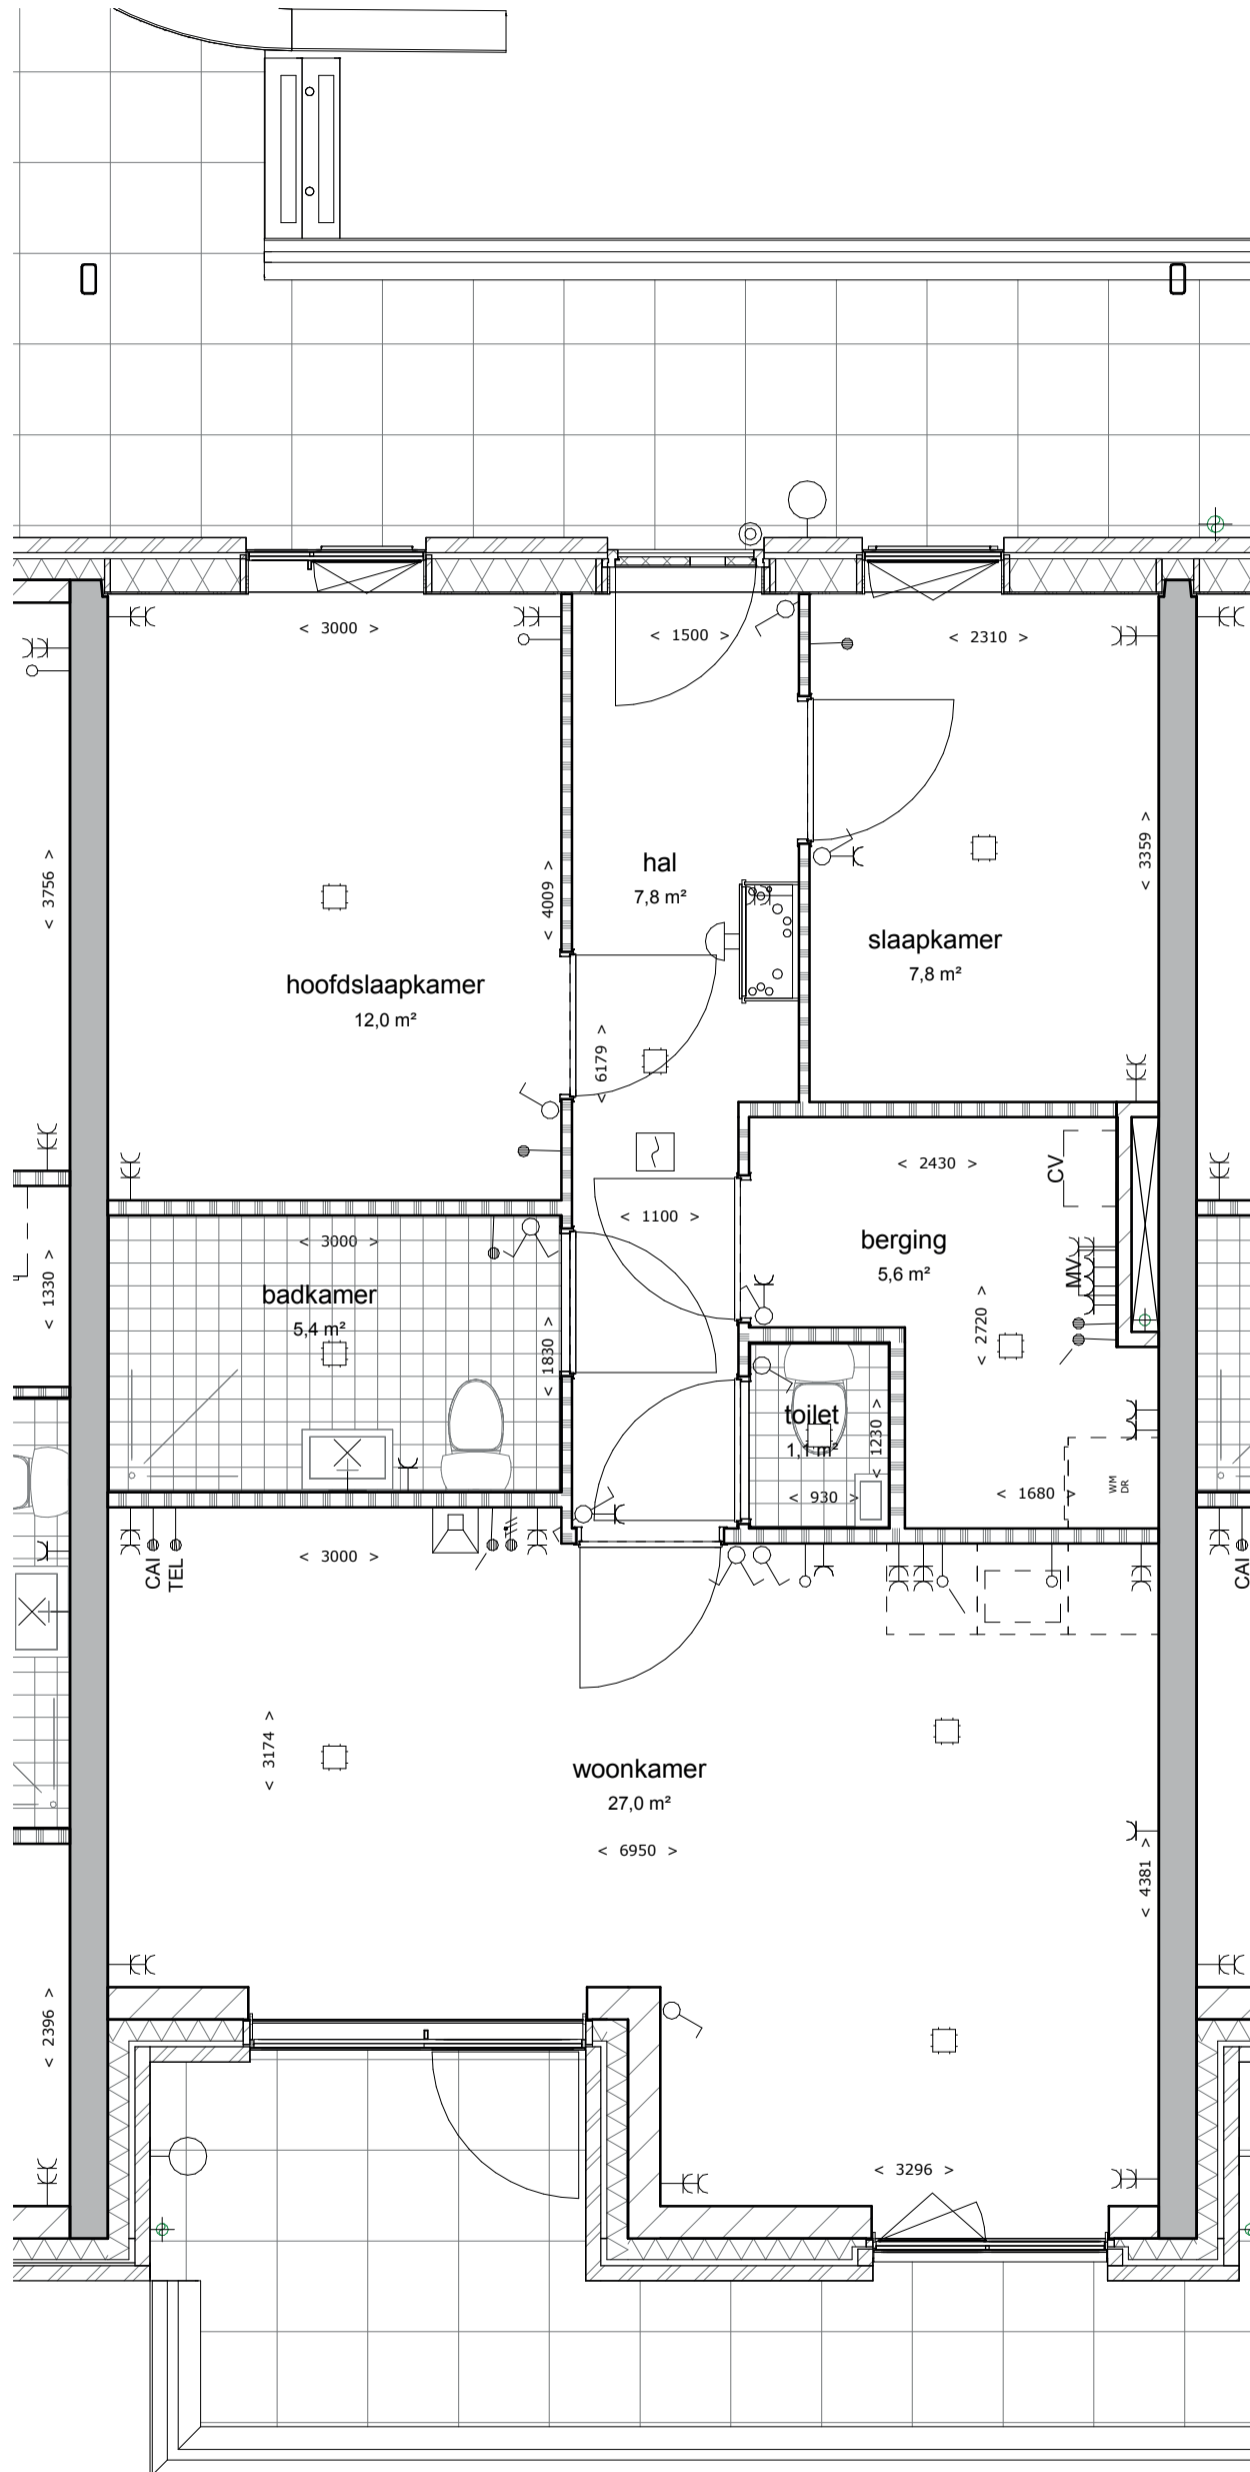 < 3000 >
< 1500 >
< 2310 >
< 3756 >
< 4009 >
hal
7,8 m²
< 3359 >
slaapkamer
7,8 m²
hoofdslaapkamer
12,0 m²
< 6179 >
< 2430 >
CV
< 1100 >
< 3000 >
berging
5,6 m²
MV
badkamer
5,4 m²
< 1330 >
< 1830 >
< 2720 >
toilet
1,1 m²
< 1230 >
< 930 >
< 1680 >
WM
DR
< 3000 >
CAI
TEL
CAI
< 3174 >
woonkamer
27,0 m²
< 6950 >
< 4381 >
< 2396 >
< 3296 >